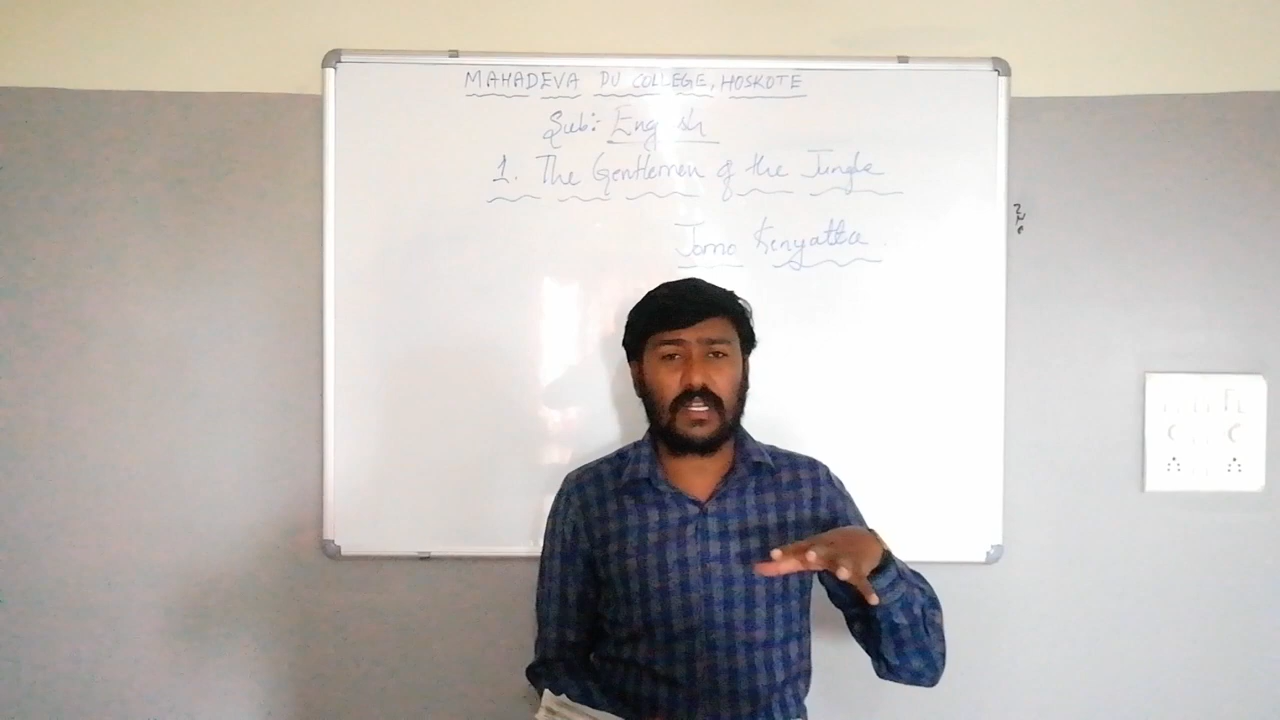 MAHADEVA PU COLLEGE, HOSKOTE
Sub:- English
1. The Gentlemen of the Jungle
Jomo Kenyatta.